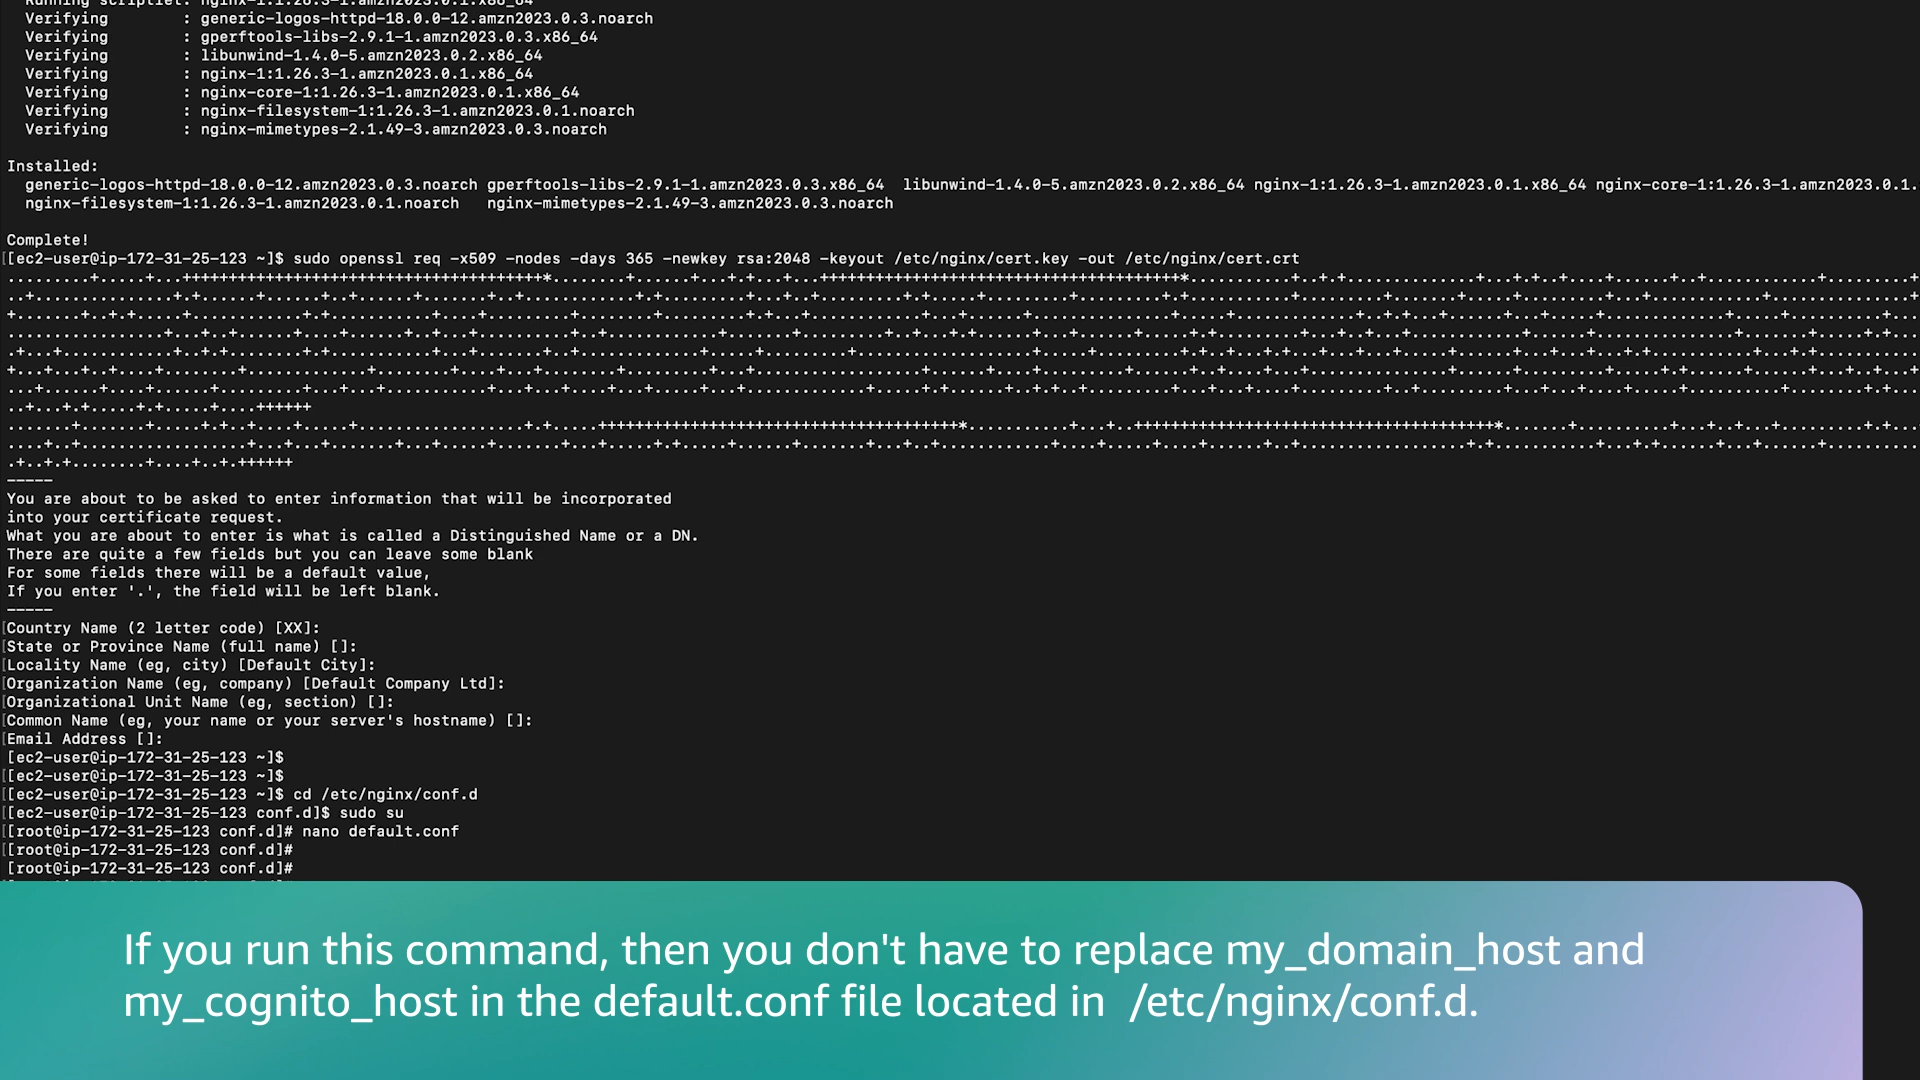 Running scriptlet: nginx-1:1.26.3-1.amzn2023.0.1.x86_64
Verifying : generic-logos-httpd-18.0.0-12.amzn2023.0.3.noarch
Verifying : gperftools-libs-2.9.1-1.amzn2023.0.3.x86_64
Verifying : libunwind-1.4.0-5.amzn2023.0.2.x86_64
Verifying : nginx-1:1.26.3-1.amzn2023.0.1.x86_64
Verifying : nginx-core-1:1.26.3-1.amzn2023.0.1.x86_64
Verifying : nginx-filesystem-1:1.26.3-1.amzn2023.0.1.noarch
Verifying : nginx-mimetypes-2.1.49-3.amzn2023.0.3.noarch
Installed:
generic-logos-httpd-18.0.0-12.amzn2023.0.3.noarch gperftools-libs-2.9.1-1.amzn2023.0.3.x86_64 libunwind-1.4.0-5.amzn2023.0.2.x86_64 nginx-1:1.26.3-1.amzn2023.0.1.x86_64 nginx-core-1:1.26.3-1.amzn2023.0.1.
nginx-filesystem-1:1.26.3-1.amzn2023.0.1.noarch nginx-mimetypes-2.1.49-3.amzn2023.0.3.noarch
Complete!
[[ec2-user@ip-172-31-25-123 ~]$ sudo openssl req -x509 -nodes -days 365 -newkey rsa:2048 -keyout /etc/nginx/cert.key -out /etc/nginx/cert.crt
-----
You are about to be asked to enter information that will be incorporated
into your certificate request.
What you are about to enter is what is called a Distinguished Name or a DN.
There are quite a few fields but you can leave some blank
For some fields there will be a default value,
If you enter '.', the field will be left blank.
-----
[Country Name (2 letter code) [XX]:
[State or Province Name (full name) []:
[Locality Name (eg, city) [Default City]:
[Organization Name (eg, company) [Default Company Ltd]:
[Organizational Unit Name (eg, section) []:
[Common Name (eg, your name or your server's hostname) []:
[Email Address []:
[ec2-user@ip-172-31-25-123 ~]$
[[ec2-user@ip-172-31-25-123 ~]$
[[ec2-user@ip-172-31-25-123 ~]$ cd /etc/nginx/conf.d
[[ec2-user@ip-172-31-25-123 conf.d]$ sudo su
[[root@ip-172-31-25-123 conf.d]# nano default.conf
[[root@ip-172-31-25-123 conf.d]#
[root@ip-172-31-25-123 conf.d]#
If you run this command, then you don't have to replace my_domain_host and
my_cognito_host in the default.conf file located in /etc/nginx/conf.d.